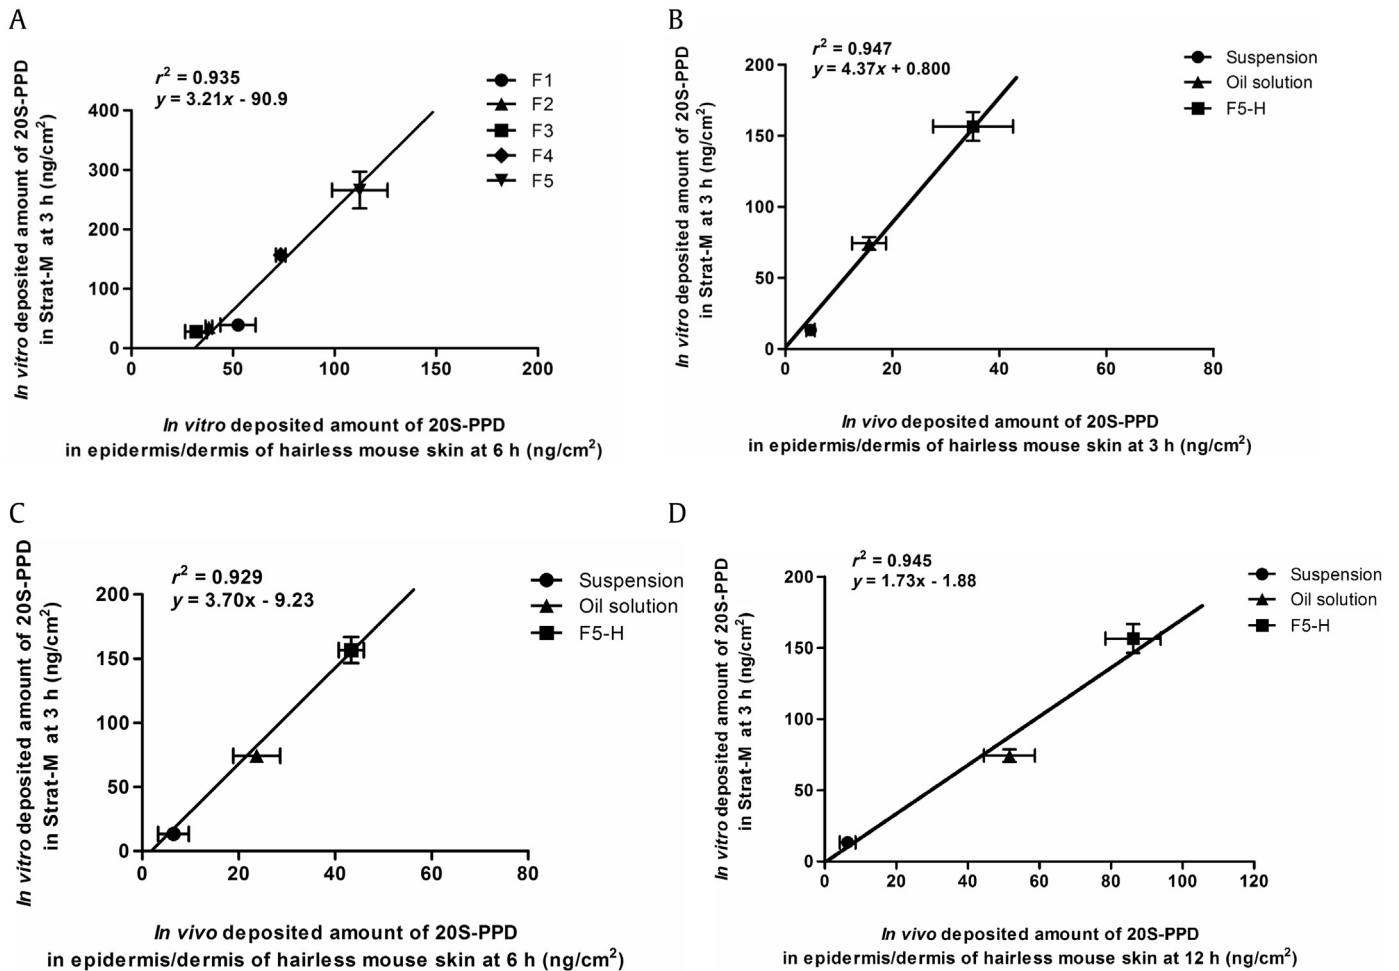 A
In vitro deposited amount of 20S-PPD
in Strat-M at 3 h (ng/cm²)
r² = 0.935
y = 3.21x - 90.9
F1
F2
F3
F4
F5
400
300
200
100
0
0 50 100 150 200
In vitro deposited amount of 20S-PPD
in epidermis/dermis of hairless mouse skin at 6 h (ng/cm²)
B
In vitro deposited amount of 20S-PPD
in Strat-M at 3 h (ng/cm²)
r² = 0.947
y = 4.37x + 0.800
Suspension
Oil solution
F5-H
200
150
100
50
0
0 20 40 60 80
In vivo deposited amount of 20S-PPD
in epidermis/dermis of hairless mouse skin at 3 h (ng/cm²)
C
In vitro deposited amount of 20S-PPD
in Strat-M at 3 h (ng/cm²)
r² = 0.929
y = 3.70x - 9.23
Suspension
Oil solution
F5-H
200
150
100
50
0
0 20 40 60 80
In vivo deposited amount of 20S-PPD
in epidermis/dermis of hairless mouse skin at 6 h (ng/cm²)
D
In vitro deposited amount of 20S-PPD
in Strat-M at 3 h (ng/cm²)
r² = 0.945
y = 1.73x - 1.88
Suspension
Oil solution
F5-H
200
150
100
50
0
0 20 40 60 80 100 120
In vivo deposited amount of 20S-PPD
in epidermis/dermis of hairless mouse skin at 12 h (ng/cm²)